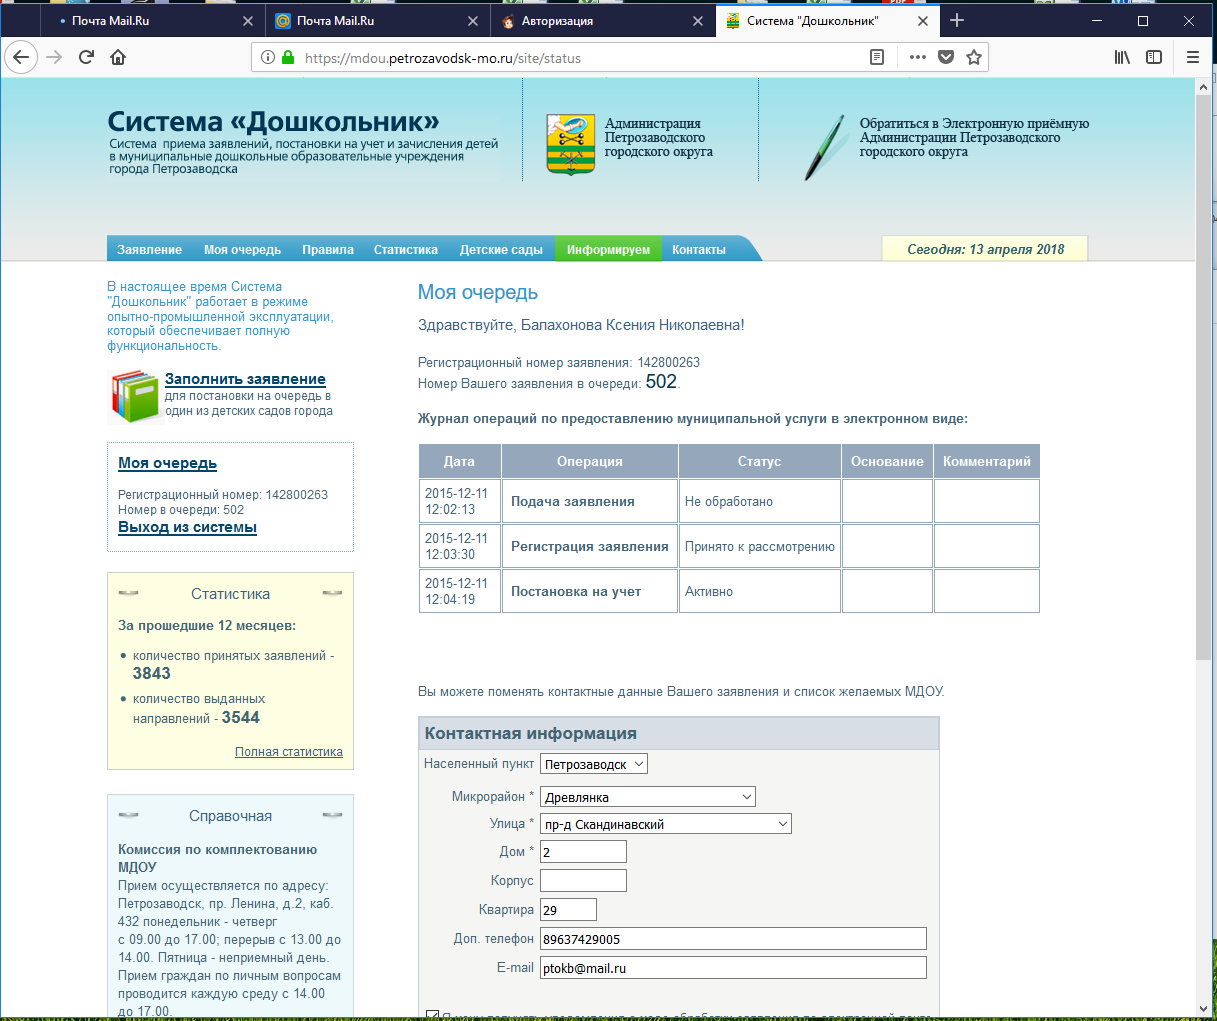 Почта Mail.Ru
Почта Mail.Ru
Авторизация
Система "Дошкольник"
https://mdou.petrozavodsk-mo.ru/site/status
Система «Дошкольник»
Система приема заявлений, постановки на учет и зачисления детей
в муниципальные дошкольные образовательные учреждения
города Петрозаводска
Администрация
Петрозаводского
городского округа
Обратиться в Электронную приёмную
Администрации Петрозаводского
городского округа
Заявление Моя очередь Правила Статистика Детские сады Информируем Контакты
Сегодня: 13 апреля 2018
В настоящее время Система
"Дошкольник" работает в режиме
опытно-промышленной эксплуатации,
который обеспечивает полную
функциональность.
Заполнить заявление
для постановки на очередь в
один из детских садов города
Моя очередь
Регистрационный номер: 142800263
Номер в очереди: 502
Выход из системы
Статистика
За прошедшие 12 месяцев:
количество принятых заявлений -
3843
количество выданных
направлений - 3544
Полная статистика
Справочная
Комиссия по комплектованию
МДОУ
Прием осуществляется по адресу:
Петрозаводск, пр. Ленина, д.2, каб.
432 понедельник - четверг
с 09.00 до 17.00; перерыв с 13.00 до
14.00. Пятница - неприемный день.
Прием граждан по личным вопросам
проводится каждую среду с 14.00
до 17.00.
Моя очередь
Здравствуйте, Балахонова Ксения Николаевна!
Регистрационный номер заявления: 142800263
Номер Вашего заявления в очереди: 502.
Журнал операций по предоставлению муниципальной услуги в электронном виде:
Дата Операция Статус Основание Комментарий
2015-12-11
12:02:13
Подача заявления
Не обработано
2015-12-11
12:03:30
Регистрация заявления
Принято к рассмотрению
2015-12-11
12:04:19
Постановка на учет
Активно
Вы можете поменять контактные данные Вашего заявления и список желаемых МДОУ.
Контактная информация
Населенный пункт Петрозаводск
Микрорайон * Древлянка
Улица * пр-д Скандинавский
Дом * 2
Корпус
Квартира 29
Доп. телефон 89637429005
E-mail ptokb@mail.ru